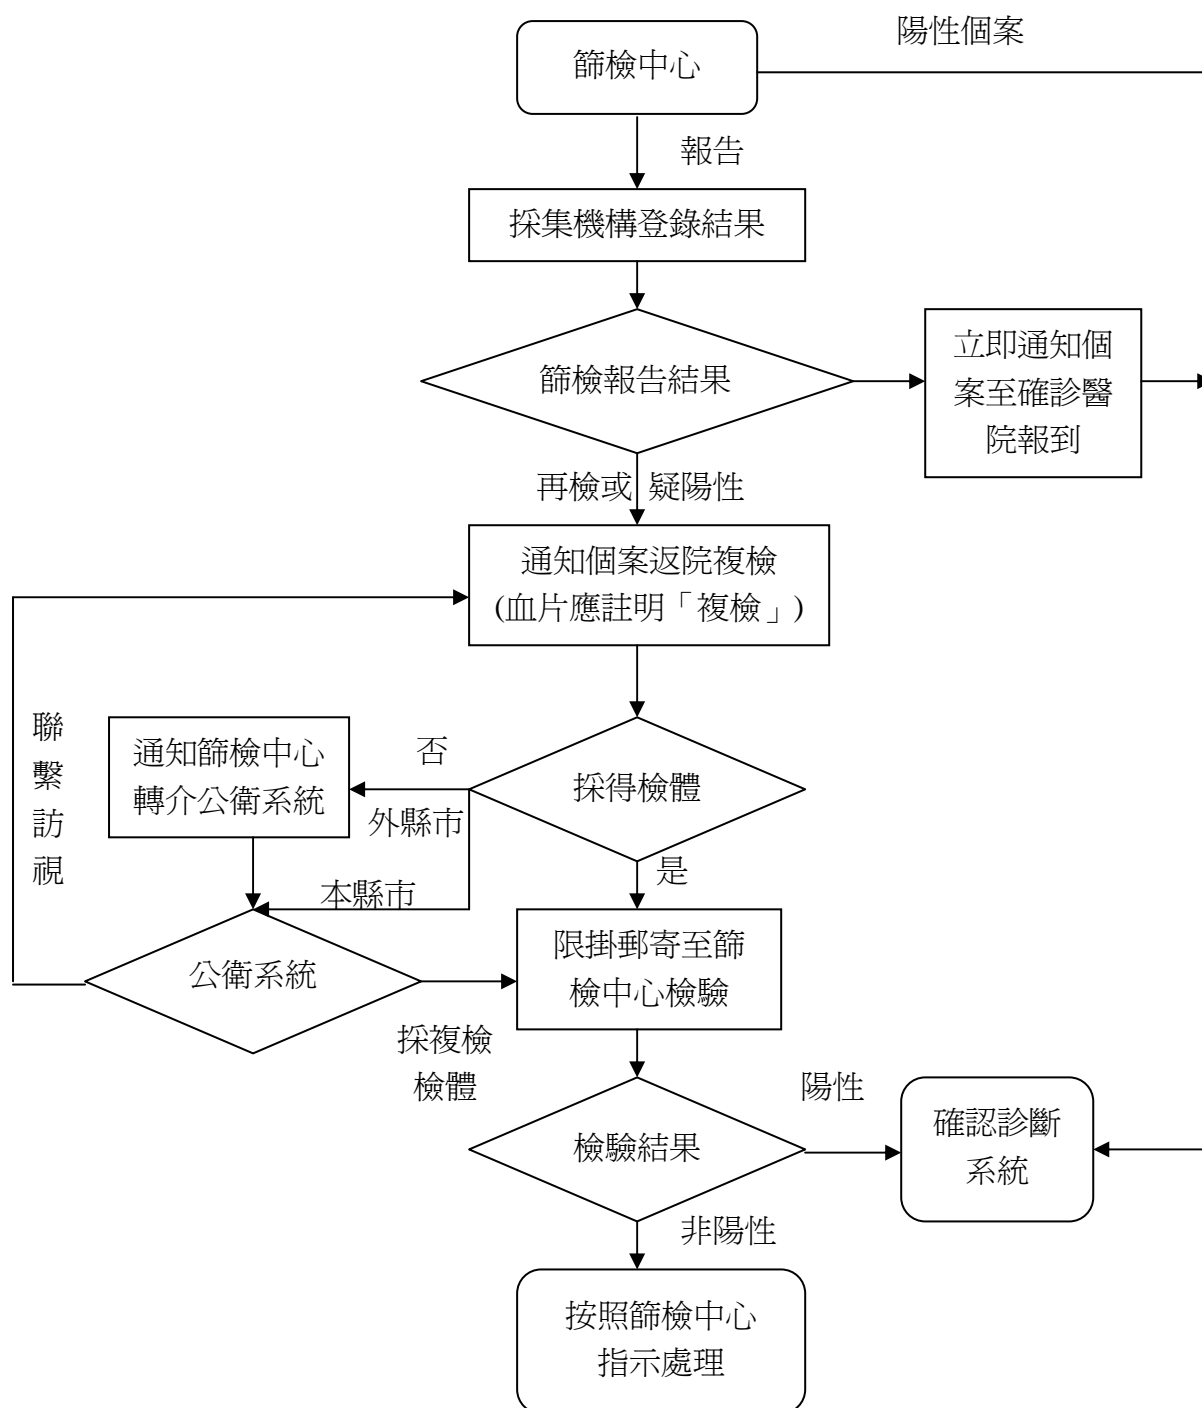 陽性個案
篩檢中心
報告
採集機構登錄結果
篩檢報告結果
立即通知個
案至確診醫
院報到
再檢或 疑陽性
通知個案返院複檢
(血片應註明「複檢」)
聯
繫
訪
視
通知篩檢中心
轉介公衛系統
否
採得檢體
外縣市
是
本縣市
公衛系統
限掛郵寄至篩
檢中心檢驗
採複檢
檢體
陽性
檢驗結果
確認診斷
系統
非陽性
按照篩檢中心
指示處理